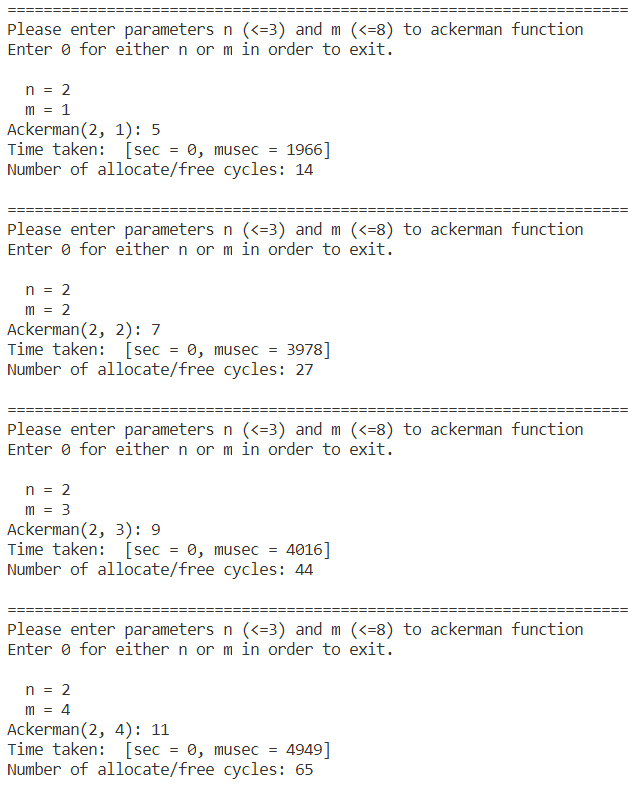 =====================================================================
Please enter parameters n (<=3) and m (<=8) to ackerman function
Enter 0 for either n or m in order to exit.

  n = 2
  m = 1
Ackerman(2, 1): 5
Time taken:  [sec = 0, musec = 1966]
Number of allocate/free cycles: 14

=====================================================================
Please enter parameters n (<=3) and m (<=8) to ackerman function
Enter 0 for either n or m in order to exit.

  n = 2
  m = 2
Ackerman(2, 2): 7
Time taken:  [sec = 0, musec = 3978]
Number of allocate/free cycles: 27

=====================================================================
Please enter parameters n (<=3) and m (<=8) to ackerman function
Enter 0 for either n or m in order to exit.

  n = 2
  m = 3
Ackerman(2, 3): 9
Time taken:  [sec = 0, musec = 4016]
Number of allocate/free cycles: 44

=====================================================================
Please enter parameters n (<=3) and m (<=8) to ackerman function
Enter 0 for either n or m in order to exit.

  n = 2
  m = 4
Ackerman(2, 4): 11
Time taken:  [sec = 0, musec = 4949]
Number of allocate/free cycles: 65